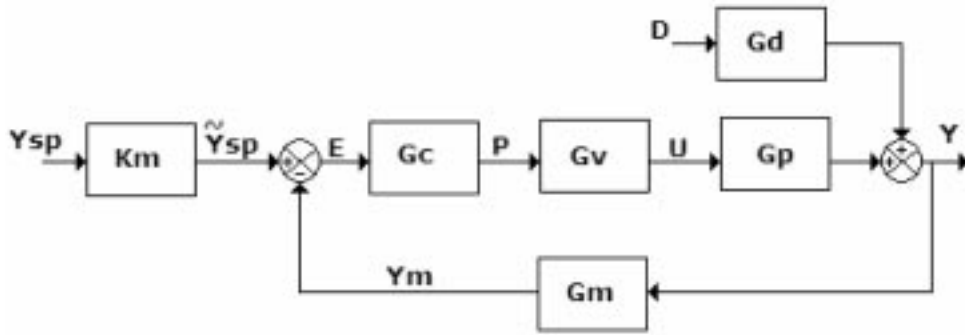 D
Gd
Ysp
Km
~Ysp
+
-
E
Gc
P
Gv
U
Gp
+
+
Y
Ym
Gm